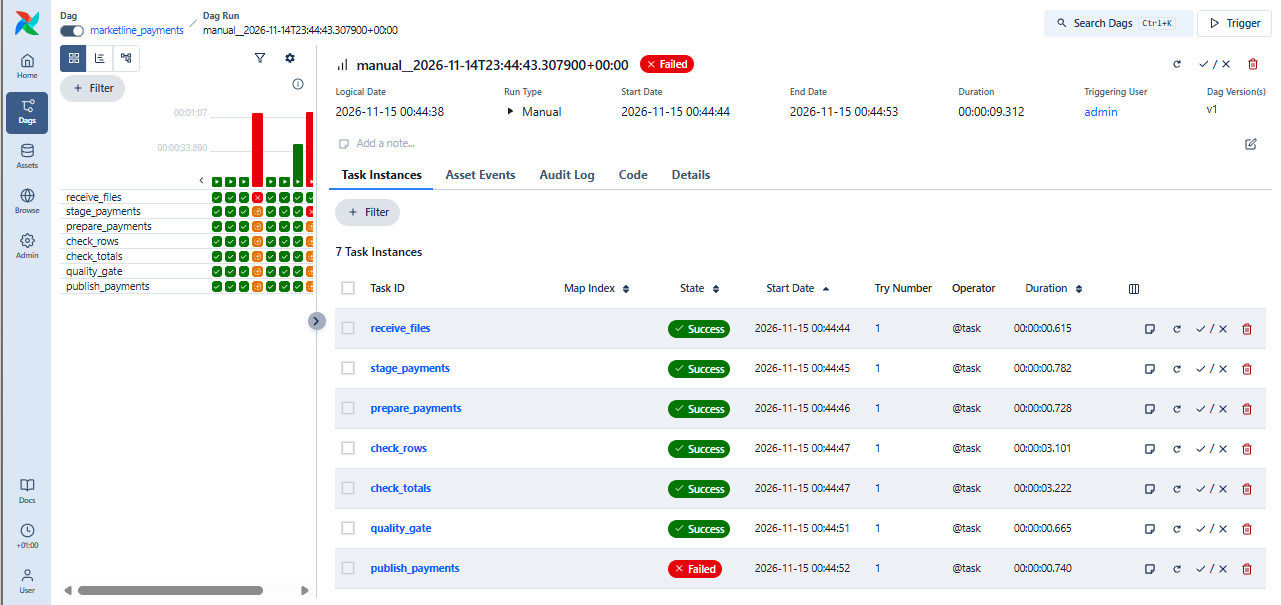 Dag
marketline_payments
/
Dag Run
manual__2026-11-14T23:44:43.307900+00:00
Search Dags Ctrl+K
Trigger
Home
Dags
Assets
Browse
Admin
Docs
+01:00
User
Filter
00:01:07
00:00:33.690
receive_files
stage_payments
prepare_payments
check_rows
check_totals
quality_gate
publish_payments
manual__2026-11-14T23:44:43.307900+00:00 Failed
/
Logical Date Run Type Start Date End Date Duration Triggering User Dag Version(s)
2026-11-15 00:44:38 Manual 2026-11-15 00:44:44 2026-11-15 00:44:53 00:00:09.312 admin v1
Add a note...
Task Instances Asset Events Audit Log Code Details
Filter
7 Task Instances
Task ID Map Index State Start Date Try Number Operator Duration
receive_files Success 2026-11-15 00:44:44 1 @task 00:00:00.615 /
stage_payments Success 2026-11-15 00:44:45 1 @task 00:00:00.782 /
prepare_payments Success 2026-11-15 00:44:46 1 @task 00:00:00.728 /
check_rows Success 2026-11-15 00:44:47 1 @task 00:00:03.101 /
check_totals Success 2026-11-15 00:44:47 1 @task 00:00:03.222 /
quality_gate Success 2026-11-15 00:44:51 1 @task 00:00:00.665 /
publish_payments Failed 2026-11-15 00:44:52 1 @task 00:00:00.740 /